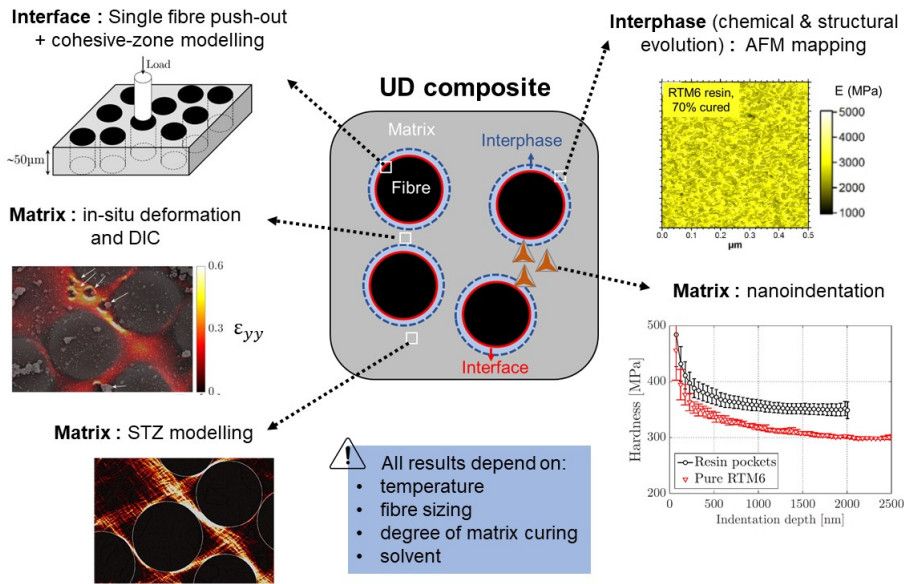 Interface : Single fibre push-out
+ cohesive-zone modelling
Load
~50μm
Matrix : in-situ deformation
and DIC
0.6
0.3
0.
εyy
Matrix : STZ modelling
UD composite
Matrix
Interphase
Fibre
Interface
All results depend on:
• temperature
• fibre sizing
• degree of matrix curing
• solvent
Interphase (chemical & structural
evolution) : AFM mapping
RTM6 resin,
70% cured
E (MPa)
5000
4000
3000
2000
1000
0.0 0.1 0.2 0.3 0.4 0.5
μm
Matrix : nanoindentation
Hardness [MPa]
500
400
300
200
Resin pockets
Pure RTM6
0 500 1000 1500 2000 2500
Indentation depth [nm]